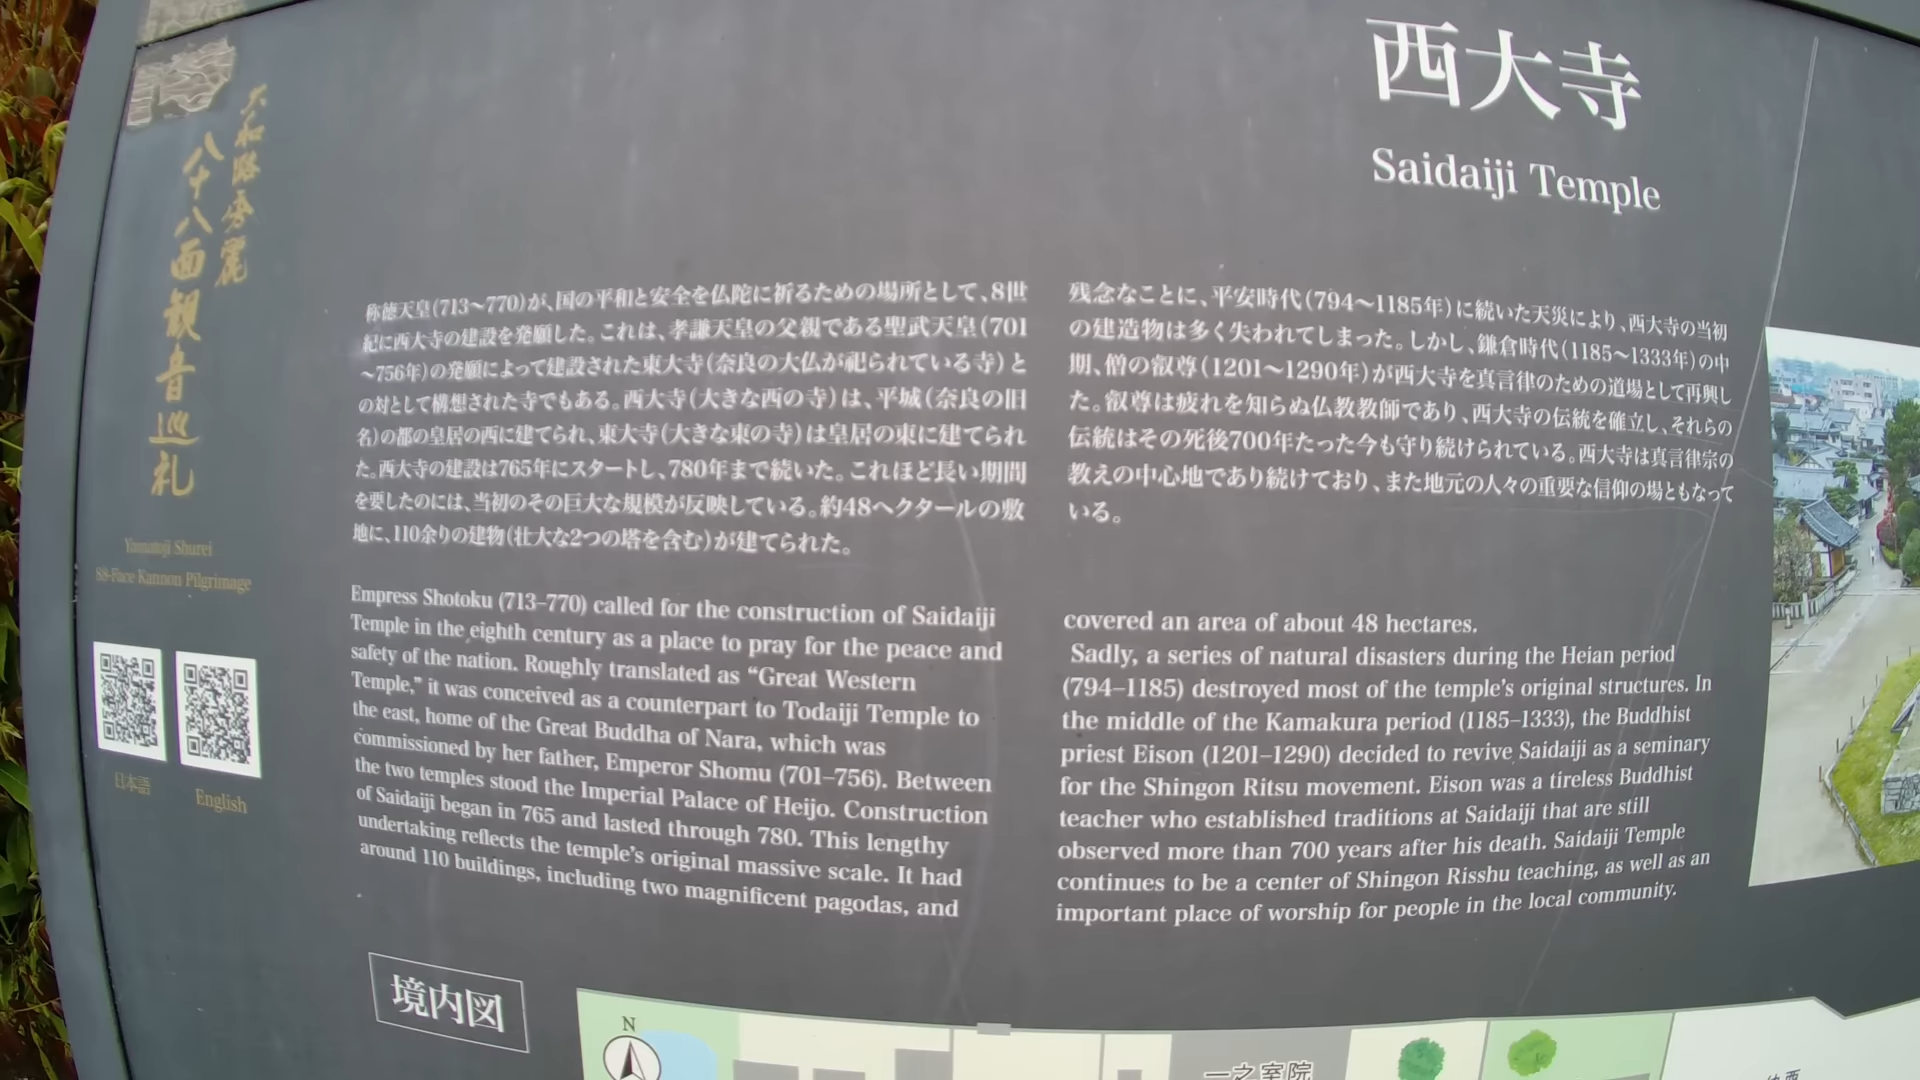 西大寺
Saidaiji Temple
大和路秀麗
八十八面観音巡礼
Yamatoji Shurei
88-Face Kannon Pilgrimage
日本語
English
称徳天皇(713〜770)が、国の平和と安全を仏陀に祈るための場所として、8世
紀に西大寺の建設を発願した。これは、孝謙天皇の父親である聖武天皇(701
〜756年)の発願によって建設された東大寺(奈良の大仏が祀られている寺)と
の対として構想された寺でもある。西大寺(大きな西の寺)は、平城(奈良の旧
名)の都の皇居の西に建てられ、東大寺(大きな東の寺)は皇居の東に建てられ
た。西大寺の建設は765年にスタートし、780年まで続いた。これほど長い期間
を要したのには、当初のその巨大な規模が反映している。約48ヘクタールの敷
地に、110余りの建物(壮大な2つの塔を含む)が建てられた。
残念なことに、平安時代(794〜1185年)に続いた天災により、西大寺の当初
の建造物は多く失われてしまった。しかし、鎌倉時代(1185〜1333年)の中
期、僧の叡尊(1201〜1290年)が西大寺を真言律のための道場として再興し
た。叡尊は疲れを知らぬ仏教教師であり、西大寺の伝統を確立し、それらの
伝統はその死後700年たった今も守り続けられている。西大寺は真言律宗の
教えの中心地であり続けており、また地元の人々の重要な信仰の場ともなって
いる。
Empress Shotoku (713–770) called for the construction of Saidaiji
Temple in the eighth century as a place to pray for the peace and
safety of the nation. Roughly translated as “Great Western
Temple,” it was conceived as a counterpart to Todaiji Temple to
the east, home of the Great Buddha of Nara, which was
commissioned by her father, Emperor Shomu (701–756). Between
the two temples stood the Imperial Palace of Heijo. Construction
of Saidaiji began in 765 and lasted through 780. This lengthy
undertaking reflects the temple’s original massive scale. It had
around 110 buildings, including two magnificent pagodas, and
covered an area of about 48 hectares.
Sadly, a series of natural disasters during the Heian period
(794–1185) destroyed most of the temple’s original structures. In
the middle of the Kamakura period (1185–1333), the Buddhist
priest Eison (1201–1290) decided to revive Saidaiji as a seminary
for the Shingon Ritsu movement. Eison was a tireless Buddhist
teacher who established traditions at Saidaiji that are still
observed more than 700 years after his death. Saidaiji Temple
continues to be a center of Shingon Risshu teaching, as well as an
important place of worship for people in the local community.
境内図
N
一之室院